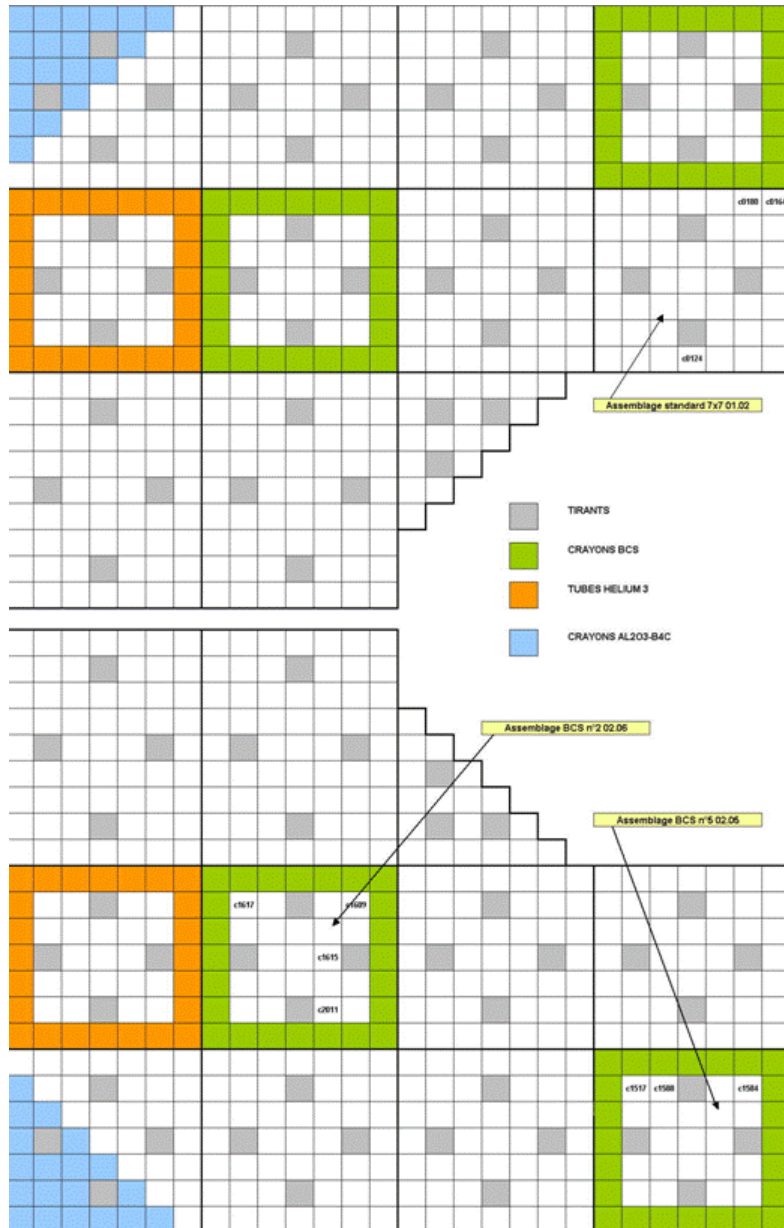 c0180 c0164
c0124
Assemblage standard 7x7 01.02
TIRANTS
CRAYONS BCS
TUBES HELIUM 3
CRAYONS AL2O3-B4C
Assemblage BCS n°2 02.06
Assemblage BCS n°5 02.05
c1617 c1609
c1615
c2011
c1517 c1588 c1584